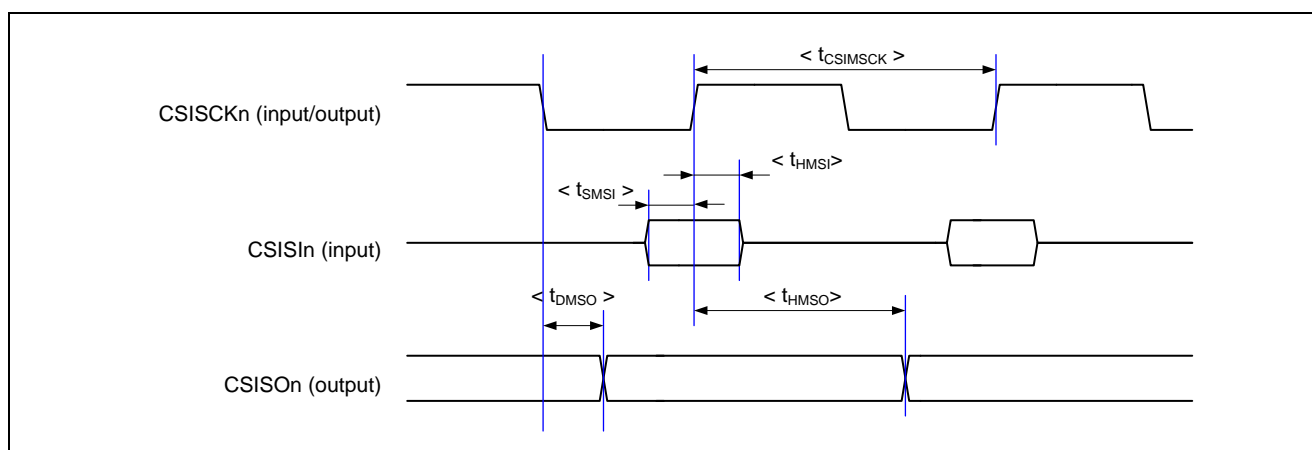 < tCSIMSCK >
CSISCKn (input/output)
< tHMSI>
< tSMSI >
CSISIn (input)
< tDMSO >
< tHMSO>
CSISOn (output)